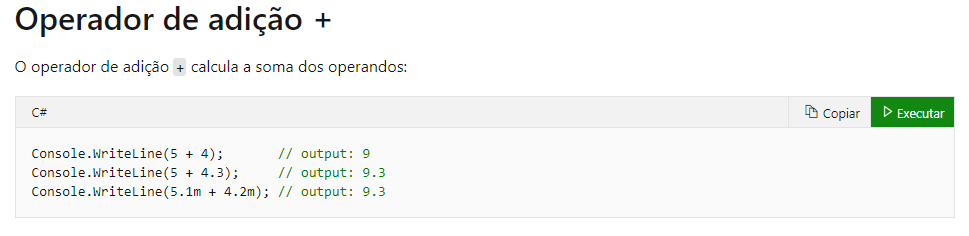 Operador de adição +
O operador de adição + calcula a soma dos operandos:
C# Copiar Executar
Console.WriteLine(5 + 4);       // output: 9
Console.WriteLine(5 + 4.3);     // output: 9.3
Console.WriteLine(5.1m + 4.2m); // output: 9.3